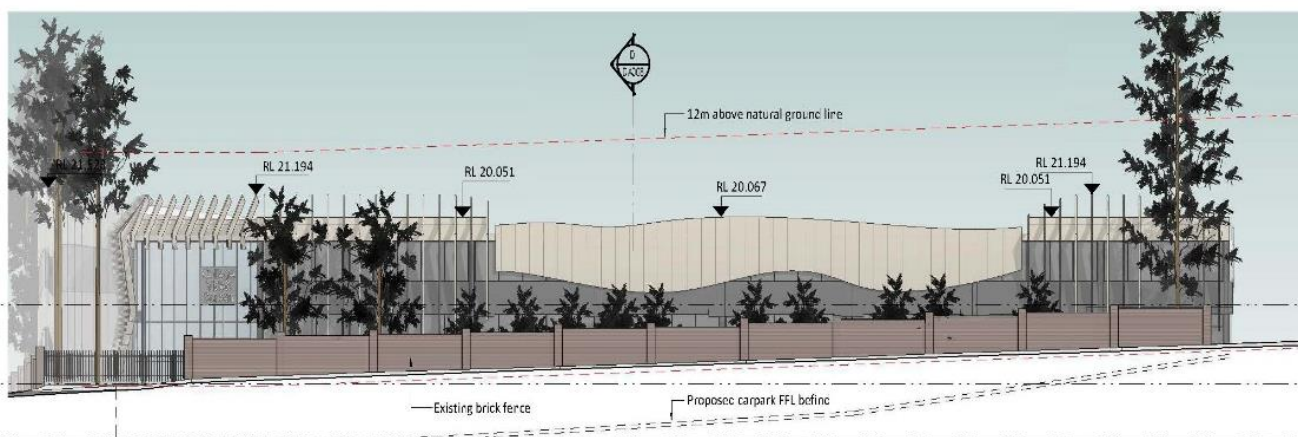 D
12m above natural ground line
RL 21.194
RL 20.051
RL 20.067
RL 21.194
RL 20.051
Existing brick fence
Proposed carpark FFL behind